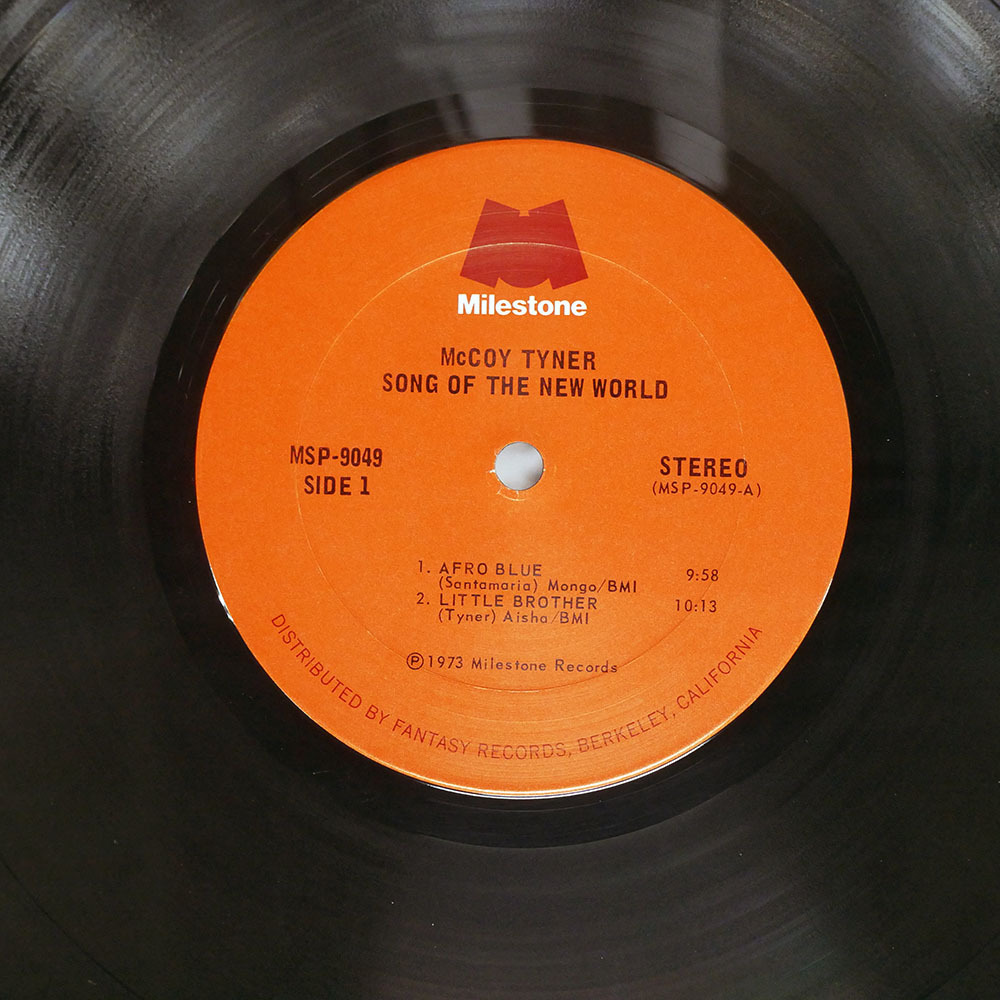 Milestone
McCOY TYNER
SONG OF THE NEW WORLD
MSP-9049
SIDE 1
STEREO
(MSP-9049-A)
1. AFRO BLUE 9:58
(Santamaria) Mongo/BMI
2. LITTLE BROTHER 10:13
(Tyner) Aisha/BMI
Ⓟ1973 Milestone Records
DISTRIBUTED BY FANTASY RECORDS, BERKELEY, CALIFORNIA